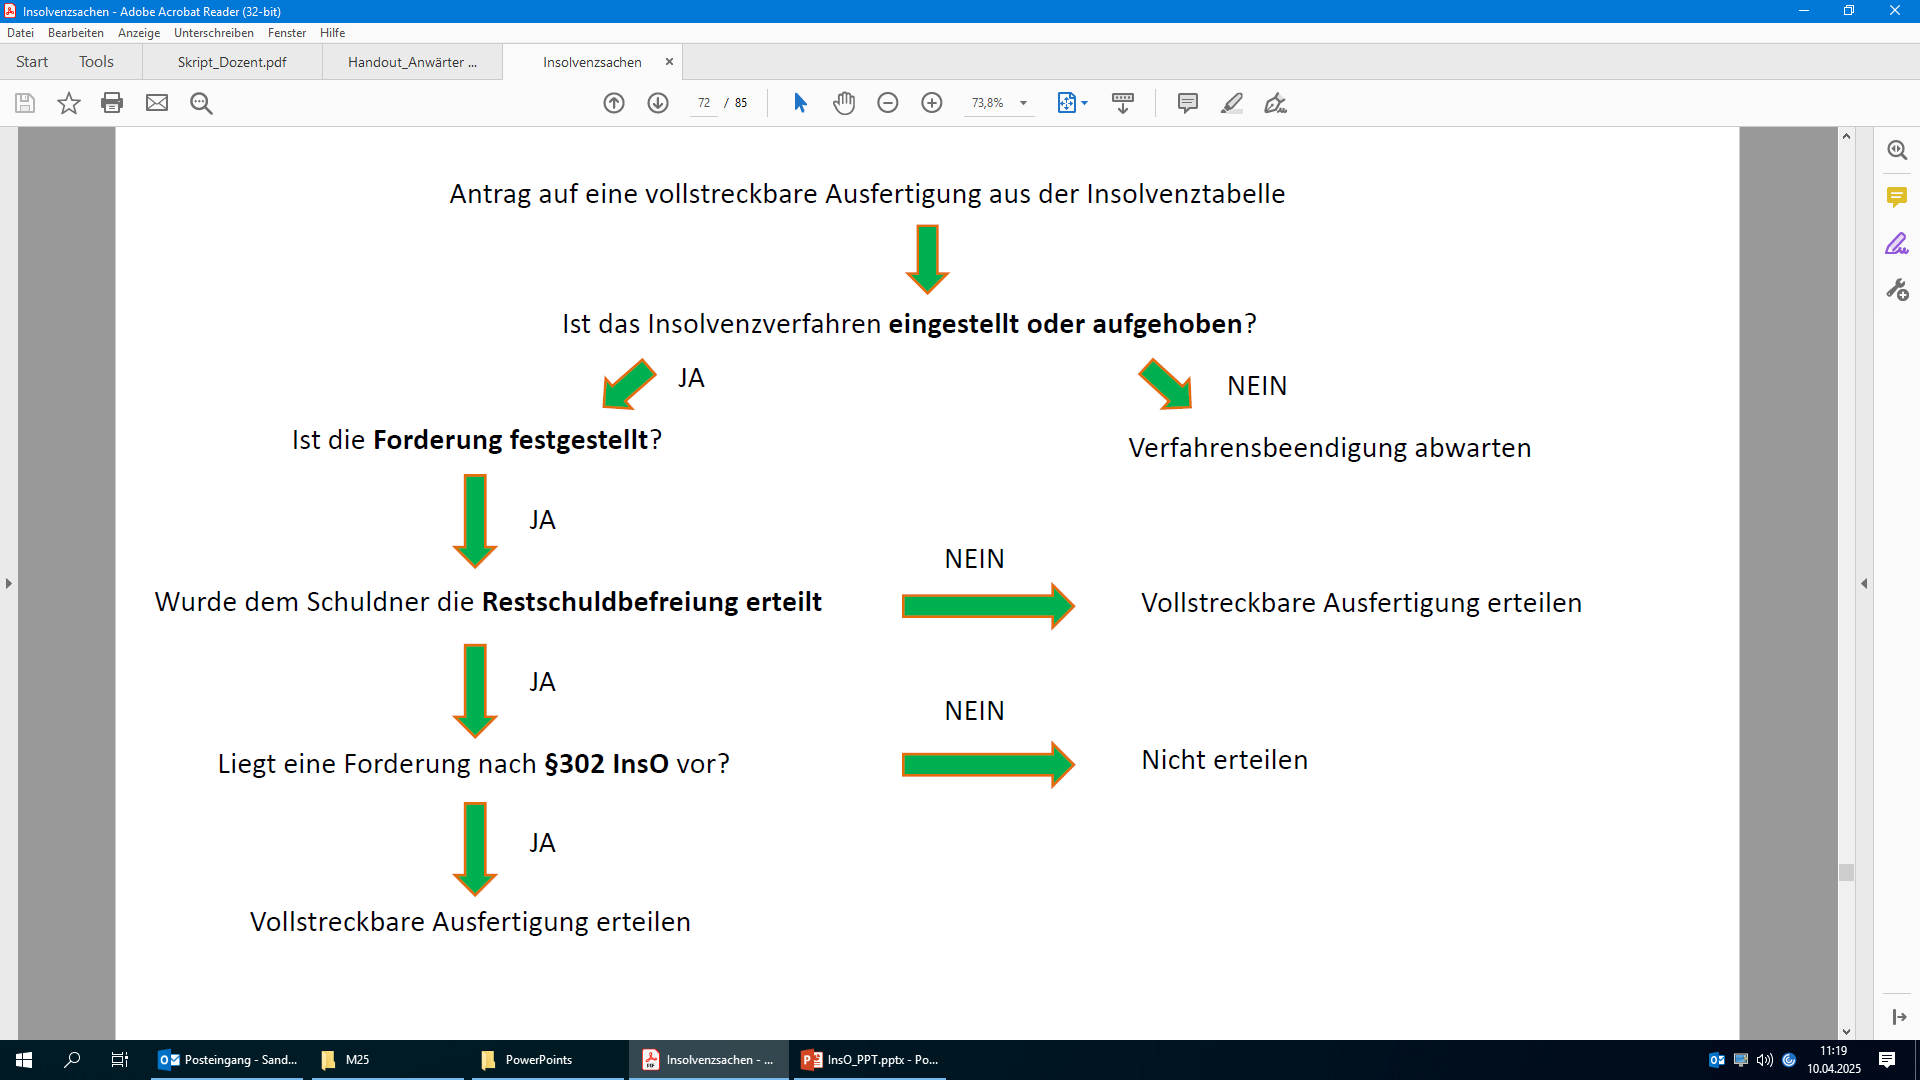 Insolvenzsachen - Adobe Acrobat Reader (32-bit)
Datei Bearbeiten Anzeige Unterschreiben Fenster Hilfe
Start Tools Skript_Dozent.pdf Handout_Anwärter ... Insolvenzsachen ×
72 / 85 73,8%
Antrag auf eine vollstreckbare Ausfertigung aus der Insolvenztabelle
Ist das Insolvenzverfahren eingestellt oder aufgehoben?
JA
NEIN
Ist die Forderung festgestellt?
Verfahrensbeendigung abwarten
JA
NEIN
Wurde dem Schuldner die Restschuldbefreiung erteilt
Vollstreckbare Ausfertigung erteilen
JA
NEIN
Liegt eine Forderung nach §302 InsO vor?
Nicht erteilen
JA
Vollstreckbare Ausfertigung erteilen
Posteingang - Sand... M25 PowerPoints Insolvenzsachen - ... InsO_PPT.pptx - Po...
11:19
10.04.2025